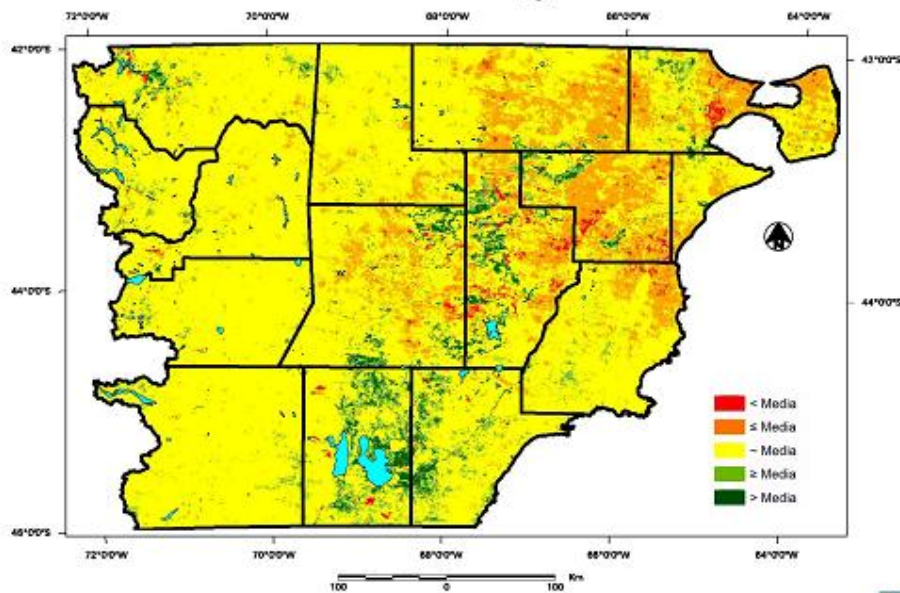 72°0'0"W 70°0'0"W 68°0'0"W 66°0'0"W 64°0'0"W
42°0'0"S
43°0'0"S
44°0'0"S
44°0'0"S
46°0'0"S
N
< Media
≤ Media
~ Media
≥ Media
> Media
72°0'0"W 70°0'0"W 68°0'0"W 66°0'0"W 64°0'0"W
100 0 100 Km